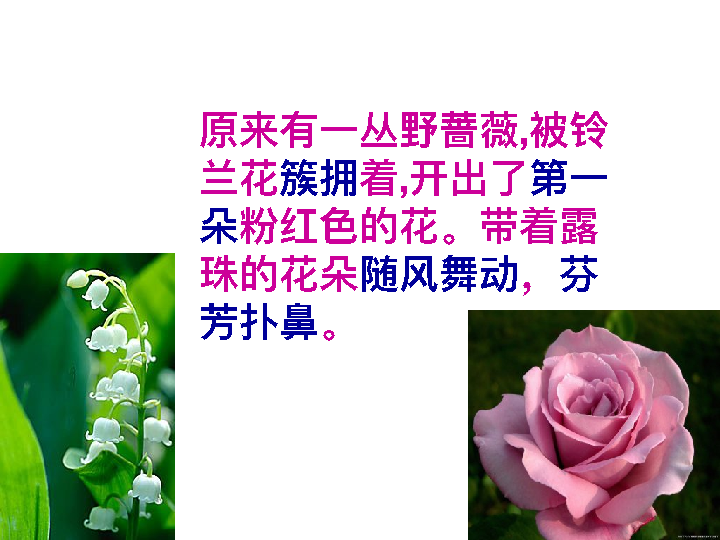 原来有一丛野蔷薇,被铃
兰花簇拥着,开出了第一
朵粉红色的花。带着露
珠的花朵随风舞动，芬
芳扑鼻。